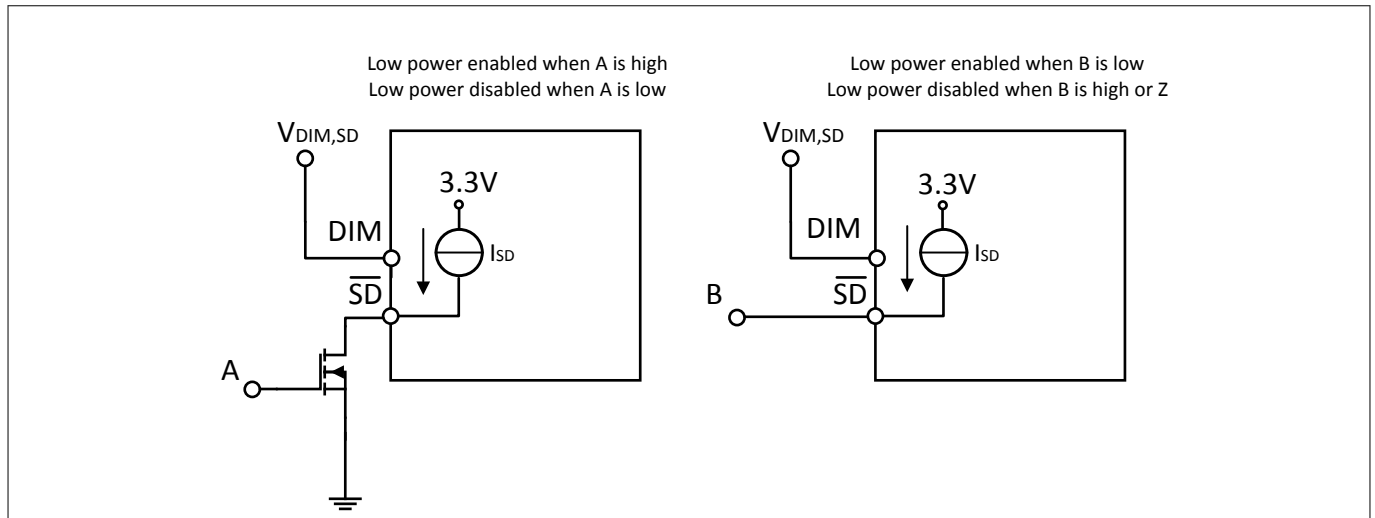 Low power enabled when A is high
Low power disabled when A is low
VDIM,SD
3.3V
DIM
ISD
SD
A
Low power enabled when B is low
Low power disabled when B is high or Z
VDIM,SD
3.3V
DIM
ISD
B
SD